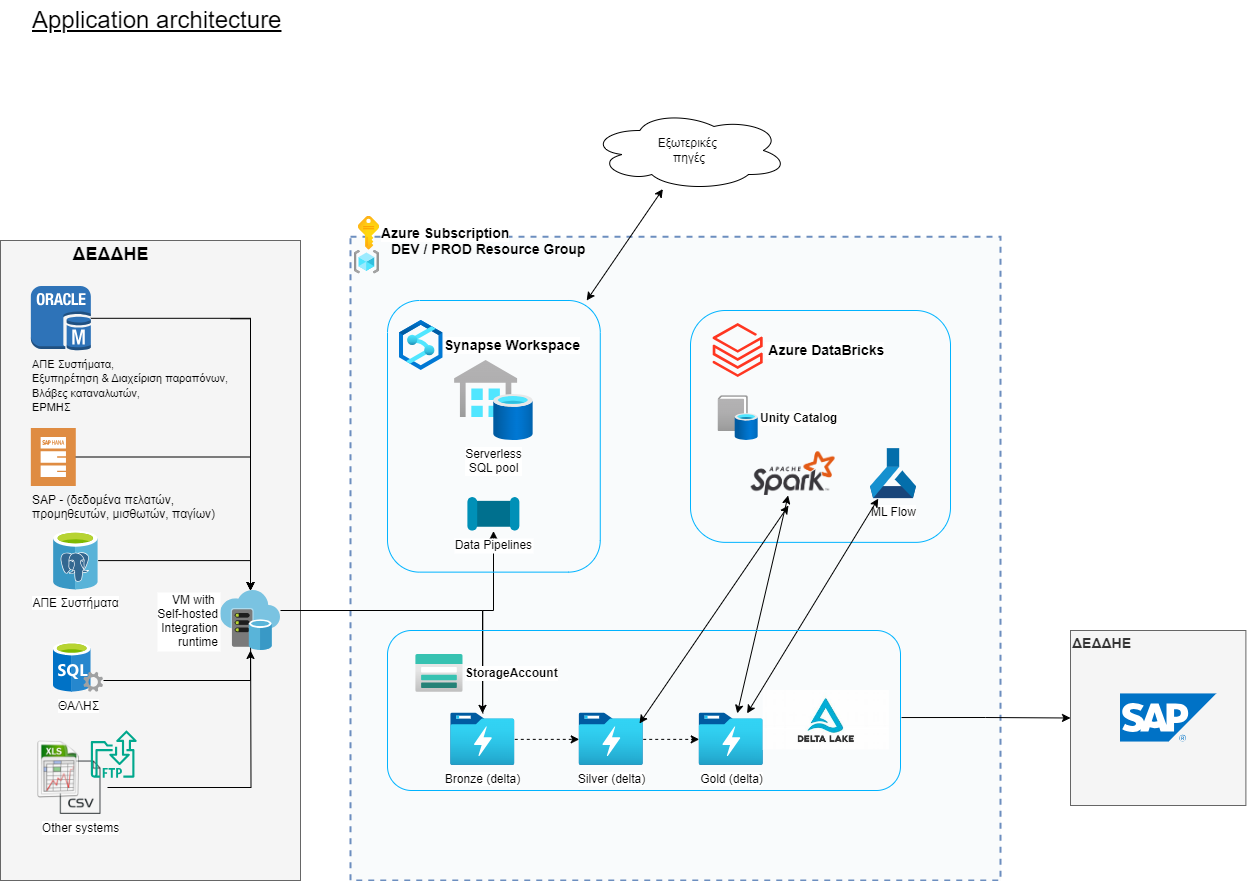 Application architecture
Εξωτερικές
πηγές
Azure Subscription
DEV / PROD Resource Group
ΔΕΔΔΗΕ
ORACLE
M
ΑΠΕ Συστήματα,
Εξυπηρέτηση & Διαχείριση παραπόνων,
Βλάβες καταναλωτών,
ΕΡΜΗΣ
SAP HANA
SAP - (δεδομένα πελατών,
προμηθευτών, μισθωτών, παγίων)
ΑΠΕ Συστήματα
VM with
Self-hosted
Integration
runtime
SQL
ΘΑΛΗΣ
XLS
FTP
CSV
Other systems
Synapse Workspace
Serverless
SQL pool
Data Pipelines
Azure DataBricks
Unity Catalog
APACHE
Spark
ML Flow
StorageAccount
Bronze (delta)
Silver (delta)
Gold (delta)
DELTA LAKE
ΔΕΔΔΗΕ
SAP